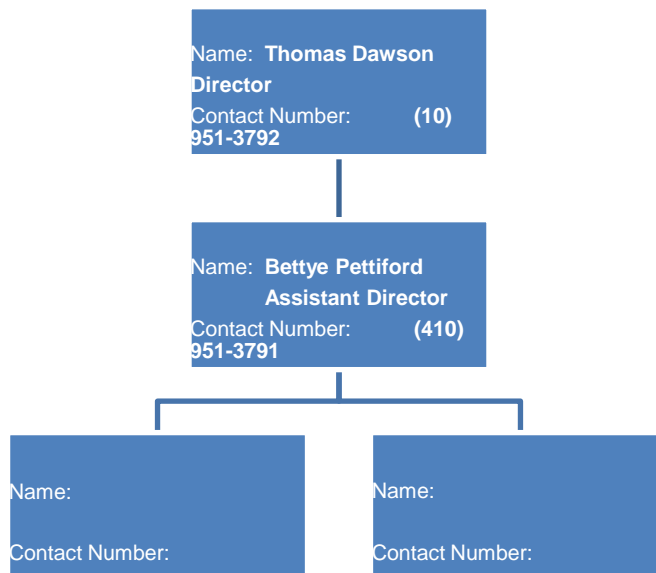 Name: Thomas Dawson
Director
Contact Number: (10)
951-3792
Name: Bettye Pettiford
Assistant Director
Contact Number: (410)
951-3791
Name:
Contact Number:
Name:
Contact Number: